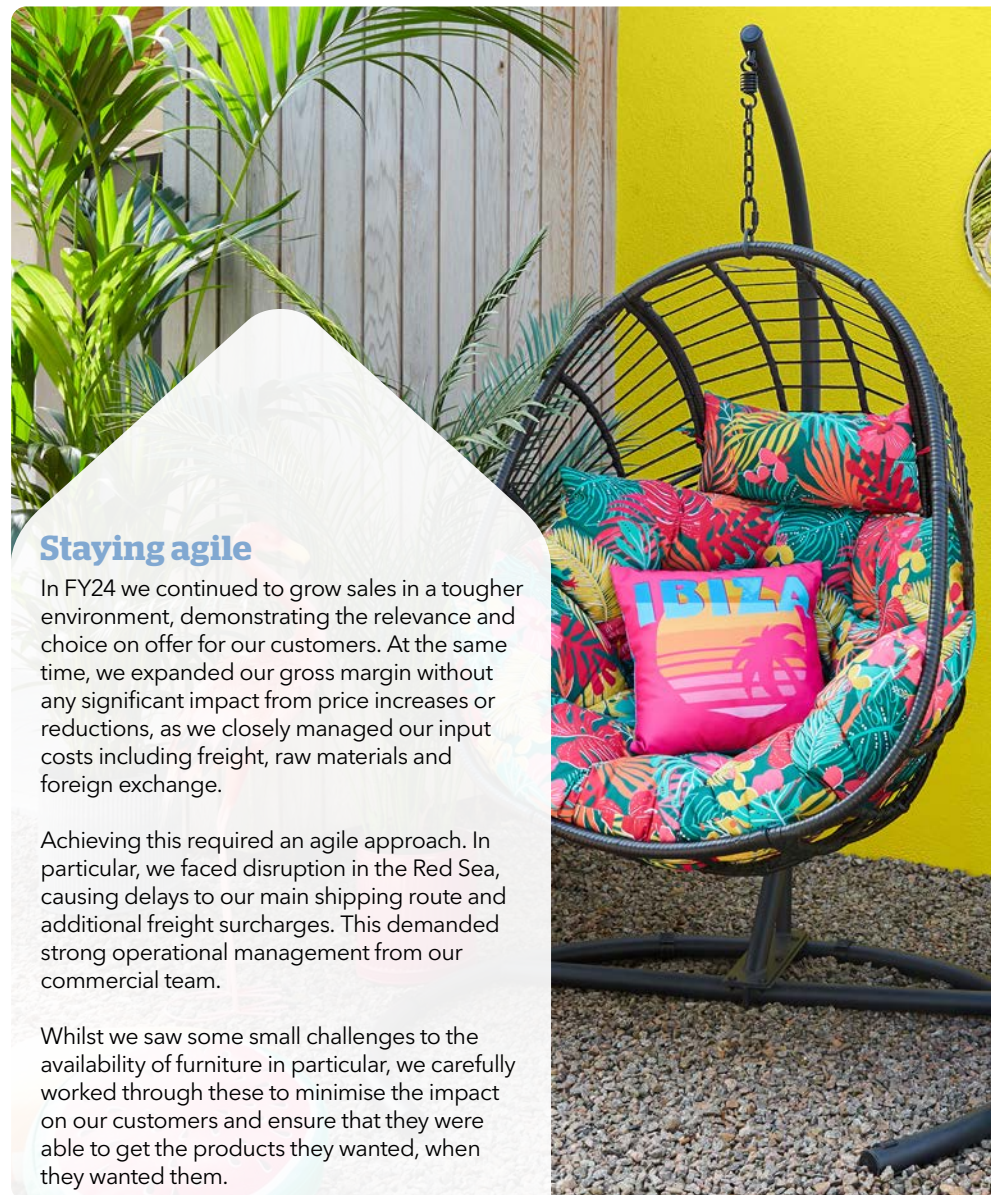 IBIZA
Staying agile
In FY24 we continued to grow sales in a tougher
environment, demonstrating the relevance and
choice on offer for our customers. At the same
time, we expanded our gross margin without
any significant impact from price increases or
reductions, as we closely managed our input
costs including freight, raw materials and
foreign exchange.
Achieving this required an agile approach. In
particular, we faced disruption in the Red Sea,
causing delays to our main shipping route and
additional freight surcharges. This demanded
strong operational management from our
commercial team.
Whilst we saw some small challenges to the
availability of furniture in particular, we carefully
worked through these to minimise the impact
on our customers and ensure that they were
able to get the products they wanted, when
they wanted them.